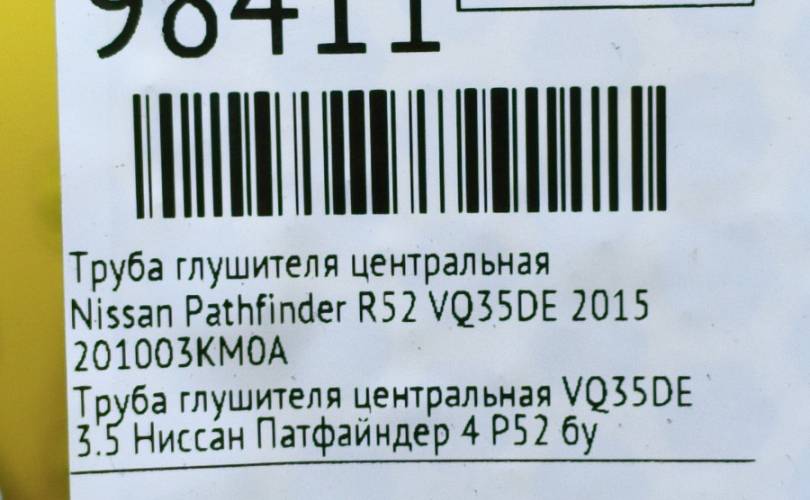 98411
Труба глушителя центральная
Nissan Pathfinder R52 VQ35DE 2015
201003KM0A
Труба глушителя центральная VQ35DE
3.5 Ниссан Патфайндер 4 Р52 бу